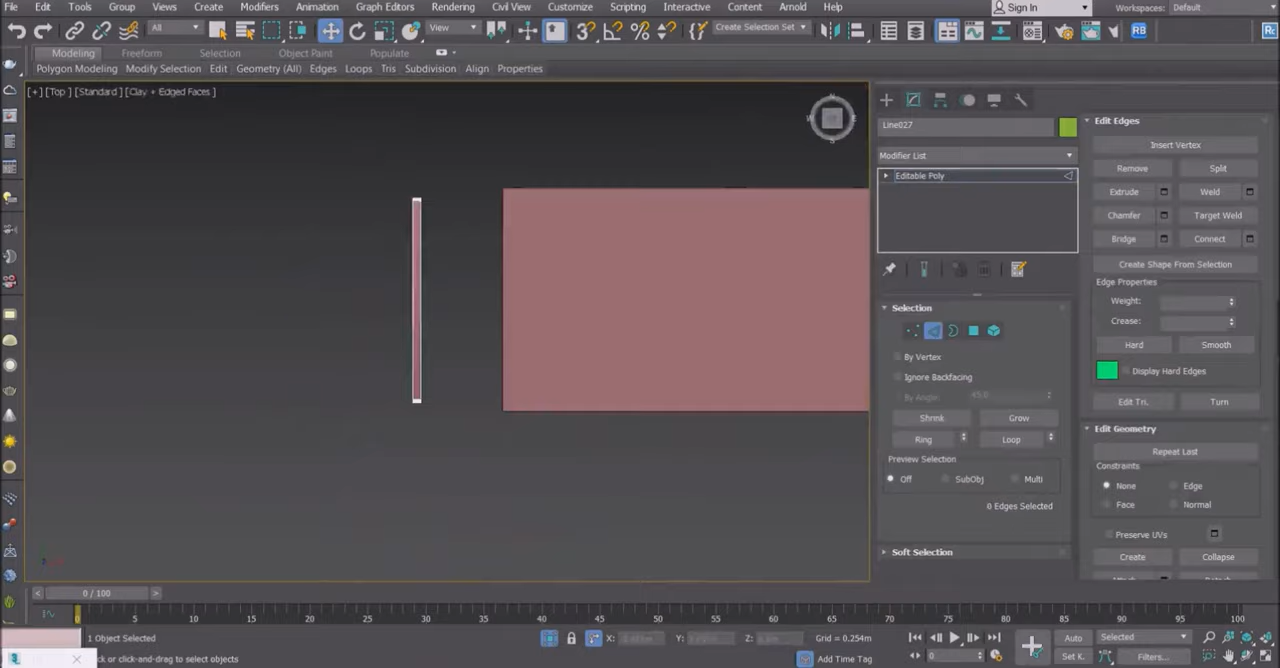 Edit Tools Group Views Create Modifiers Animation Graph Editors Rendering Civil View Customize Scripting Interactive Content Arnold Help Sign In Workspaces: Default
All View Create Selection Set RB
Modeling Freeform Selection Object Paint Populate
Polygon Modeling Modify Selection Edit Geometry (All) Edges Loops Tris Subdivision Align Properties
[+] [Top ] [Standard ] [Clay + Edged Faces ]
Line027
Modifier List
Editable Poly
Selection
By Vertex
Ignore Backfacing
By Angle: 45.0
Shrink Grow
Ring Loop
Preview Selection
Off SubObj Multi
0 Edges Selected
Soft Selection
Edit Edges
Insert Vertex
Remove Split
Extrude Weld
Chamfer Target Weld
Bridge Connect
Create Shape From Selection
Edge Properties
Weight:
Crease:
Hard Smooth
Display Hard Edges
Edit Tri. Turn
Edit Geometry
Repeat Last
Constraints
None Edge
Face Normal
Preserve UVs
Create Collapse
0 / 100
0 5 10 15 20 25 30 35 40 45 50 55 60 65 70 75 80 85 90 95 100
1 Object Selected X: Y: Z: Grid = 0.254m Auto Selected
ck or click-and-drag to select objects Add Time Tag 0 Set K. Filters...